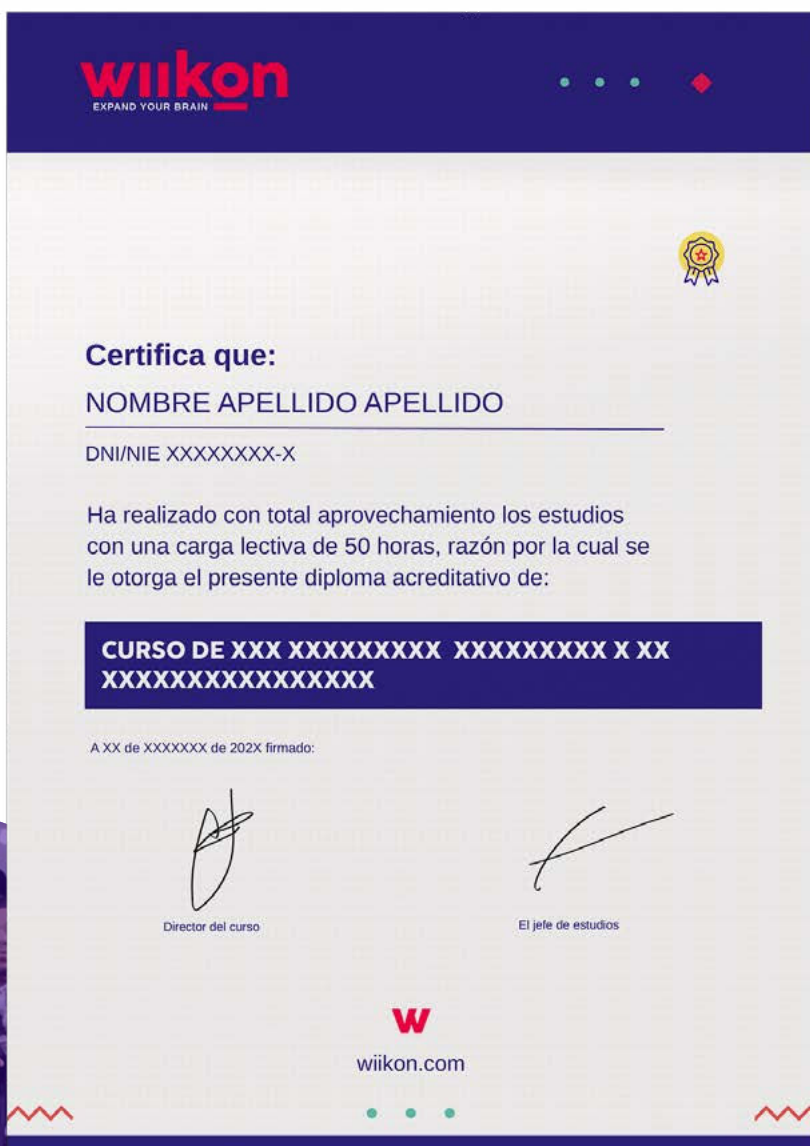 wiikon
EXPAND YOUR BRAIN
Certifica que:
NOMBRE APELLIDO APELLIDO
DNI/NIE XXXXXXXX-X
Ha realizado con total aprovechamiento los estudios
con una carga lectiva de 50 horas, razón por la cual se
le otorga el presente diploma acreditativo de:
CURSO DE XXX XXXXXXXXX XXXXXXXXX X XX
XXXXXXXXXXXXXXXX
A XX de XXXXXXX de 202X firmado:
Director del curso
El jefe de estudios
W
wiikon.com